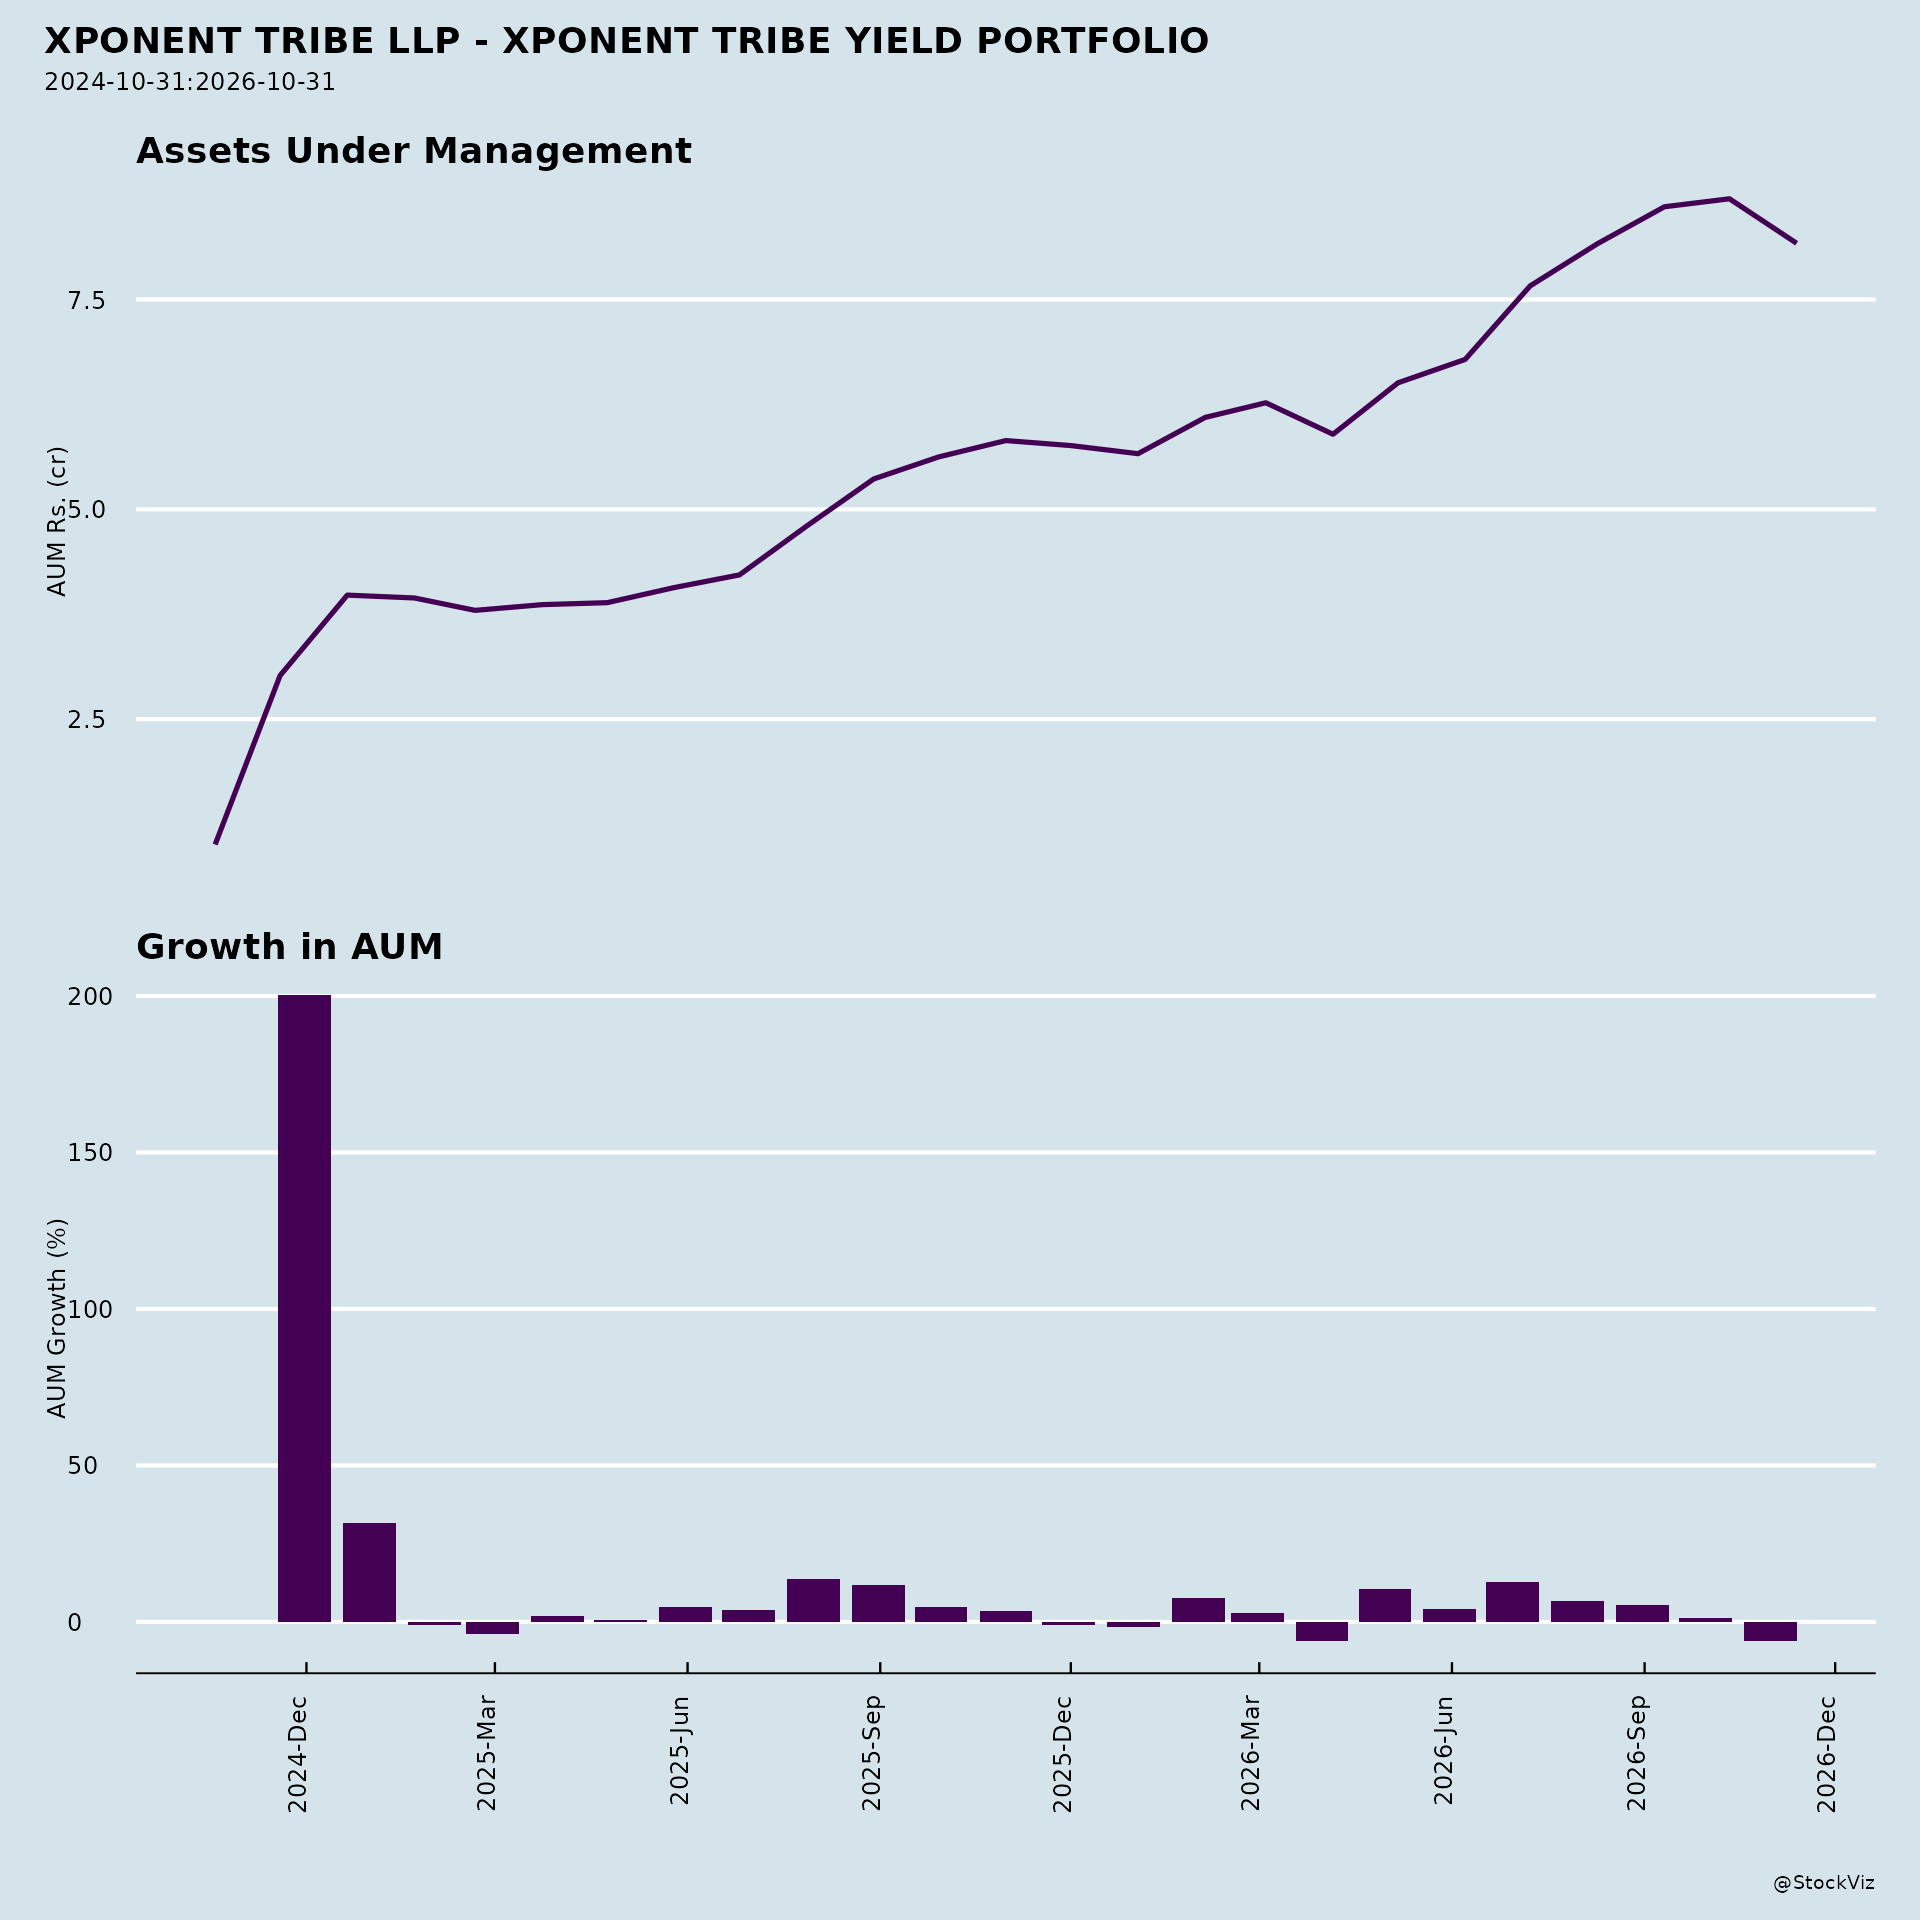 XPONENT TRIBE LLP - XPONENT TRIBE YIELD PORTFOLIO
2024-10-31:2026-10-31
Assets Under Management
AUM Rs. (cr)
7.5
5.0
2.5
Growth in AUM
AUM Growth (%)
200
150
100
50
0
2024-Dec
2025-Mar
2025-Jun
2025-Sep
2025-Dec
2026-Mar
2026-Jun
2026-Sep
2026-Dec
@StockViz